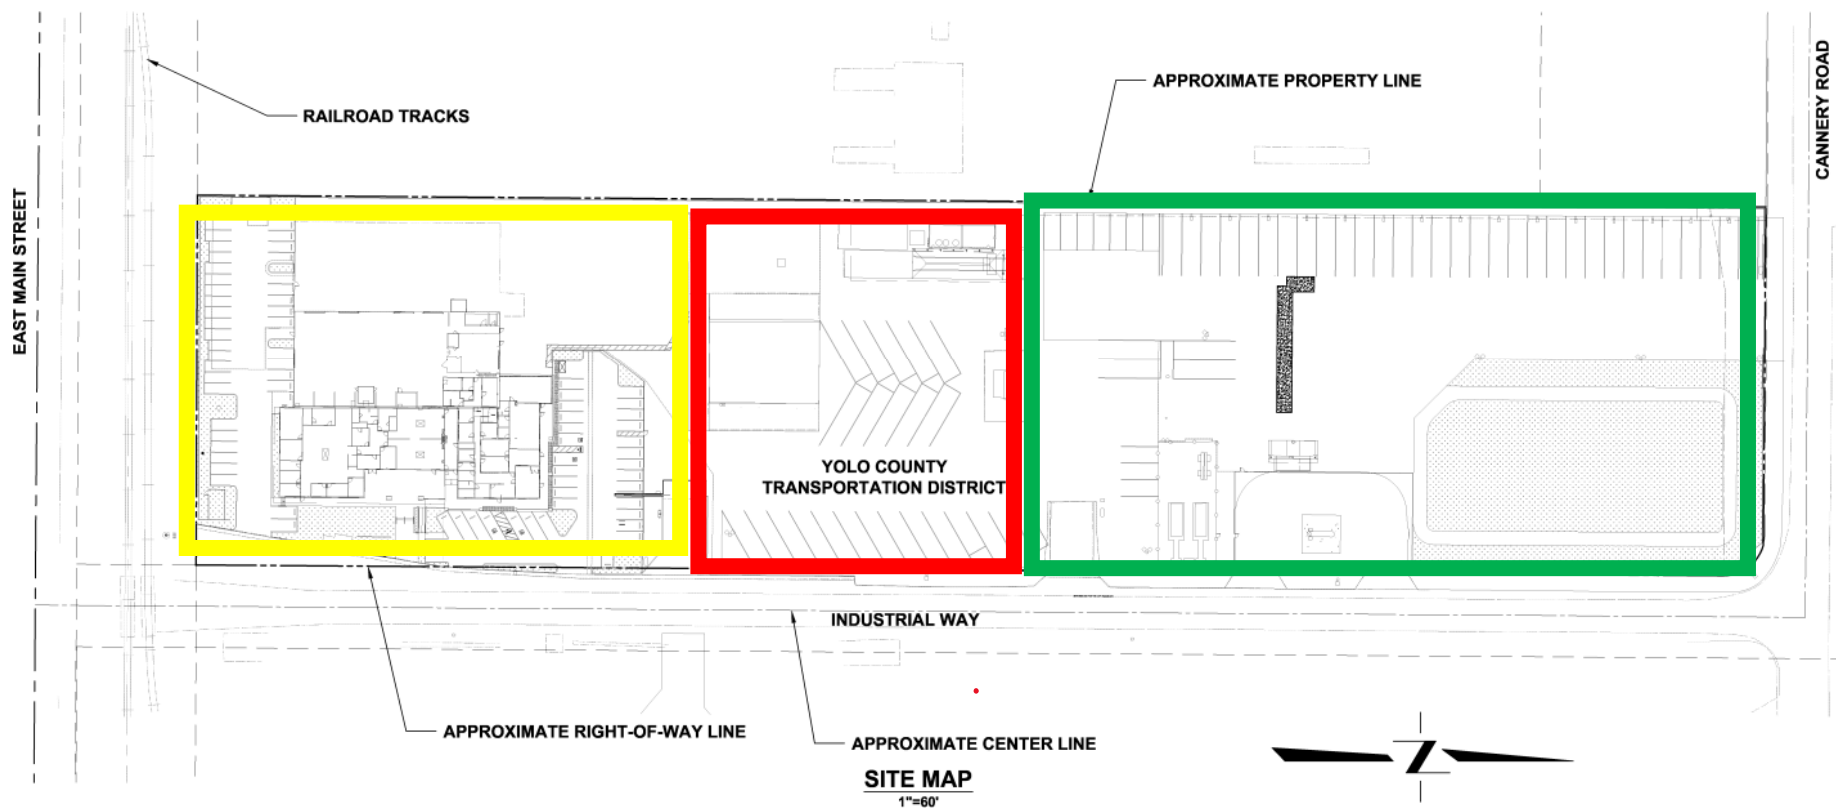 APPROXIMATE PROPERTY LINE
RAILROAD TRACKS
EAST MAIN STREET
CANNERY ROAD
YOLO COUNTY
TRANSPORTATION DISTRICT
INDUSTRIAL WAY
APPROXIMATE RIGHT-OF-WAY LINE
APPROXIMATE CENTER LINE
SITE MAP
1"=60'
Z